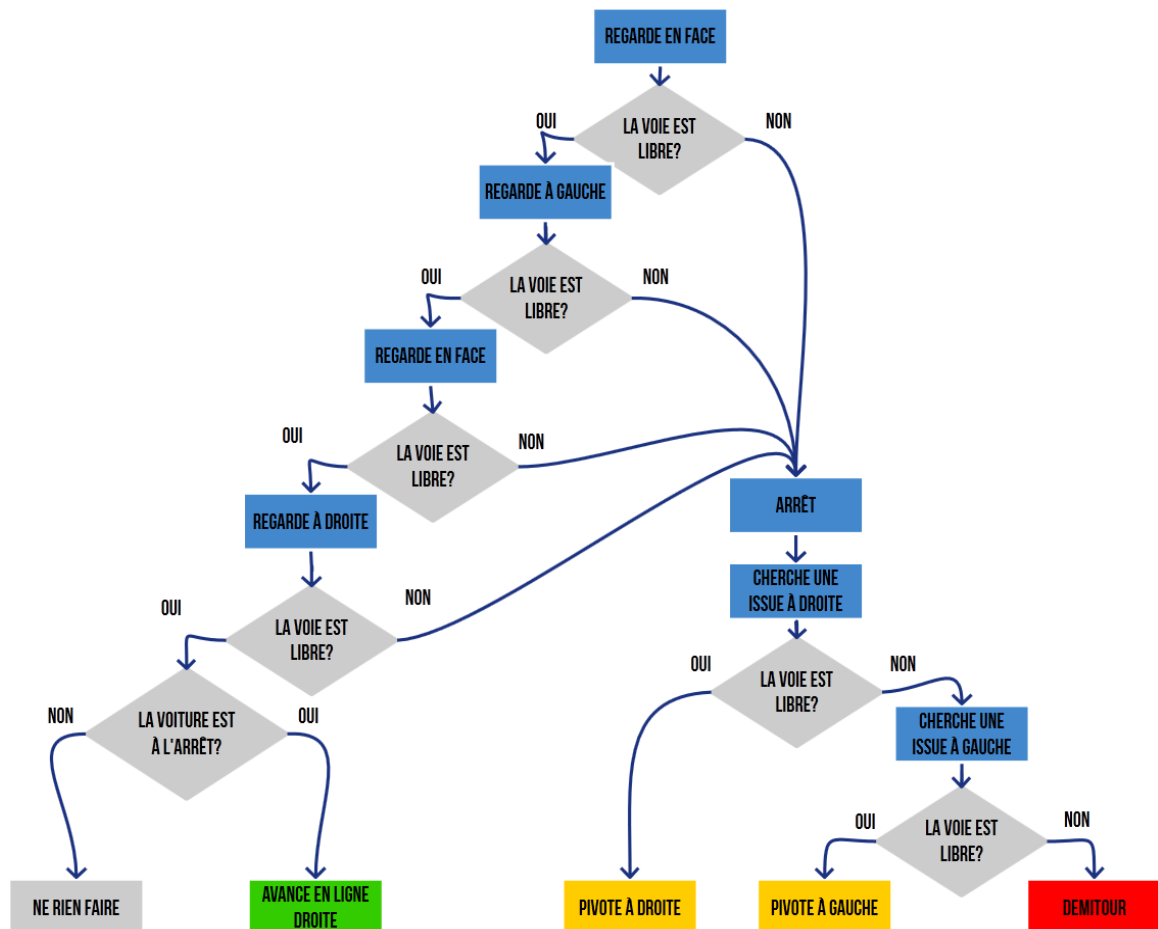 REGARDE EN FACE
OUI
NON
LA VOIE EST
LIBRE?
REGARDE À GAUCHE
OUI
NON
LA VOIE EST
LIBRE?
REGARDE EN FACE
OUI
NON
LA VOIE EST
LIBRE?
REGARDE À DROITE
ARRÊT
CHERCHE UNE
ISSUE À DROITE
OUI
NON
LA VOIE EST
LIBRE?
OUI
NON
LA VOIE EST
LIBRE?
NON
OUI
LA VOITURE EST
À L'ARRÊT?
CHERCHE UNE
ISSUE À GAUCHE
OUI
NON
LA VOIE EST
LIBRE?
NE RIEN FAIRE
AVANCE EN LIGNE
DROITE
PIVOTE À DROITE
PIVOTE À GAUCHE
DEMITOUR